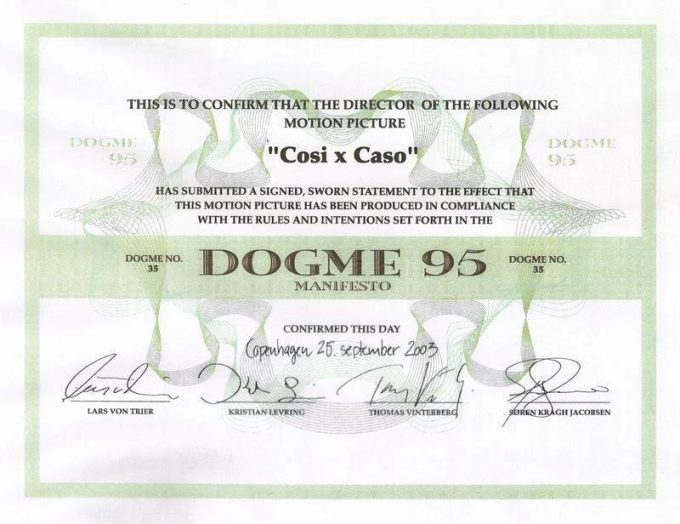 THIS IS TO CONFIRM THAT THE DIRECTOR OF THE FOLLOWING
MOTION PICTURE
DOGME
95
"Cosi x Caso"
DOGME
95
HAS SUBMITTED A SIGNED, SWORN STATEMENT TO THE EFFECT THAT
THIS MOTION PICTURE HAS BEEN PRODUCED IN COMPLIANCE
WITH THE RULES AND INTENTIONS SET FORTH IN THE
DOGME NO.
35
DOGME 95
MANIFESTO
DOGME NO.
35
CONFIRMED THIS DAY
Copenhagen 25. september 2003
LARS VON TRIER
KRISTIAN LEVRING
THOMAS VINTERBERG
SØREN KRAGH JACOBSEN